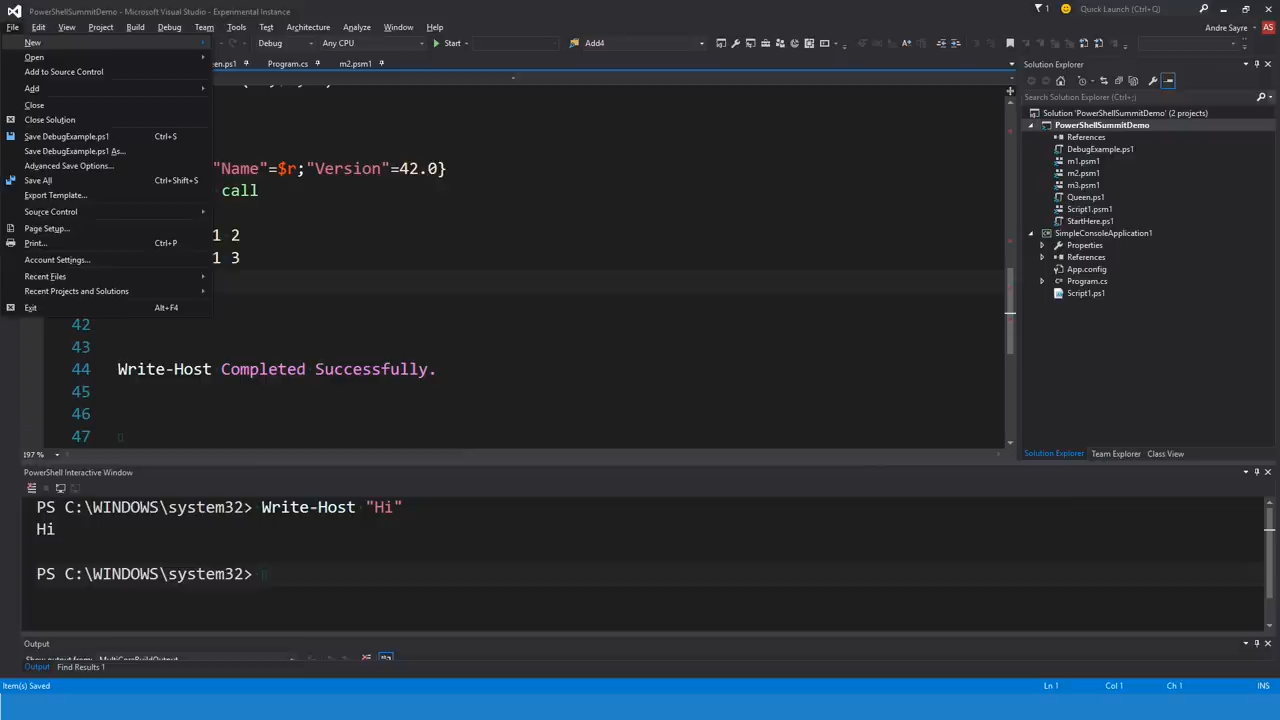 PowerShellSummitDemo - Microsoft Visual Studio - Experimental Instance
1
Quick Launch (Ctrl+Q)
File Edit View Project Build Debug Team Tools Test Architecture Analyze Window Help
Andre Sayre AS
Debug Any CPU Start Add4
Program.cs m2.psm1
New
Open
Add to Source Control
Add
Close
Close Solution
Save DebugExample.ps1 Ctrl+S
Save DebugExample.ps1 As...
Advanced Save Options...
Save All Ctrl+Shift+S
Export Template...
Source Control
Page Setup...
Print... Ctrl+P
Account Settings...
Recent Files
Recent Projects and Solutions
Exit Alt+F4
"Name"=$r;"Version"=42.0}
call
1 2
1 3
42
43
44 Write-Host Completed Successfully.
45
46
47
197 %
Solution Explorer
Search Solution Explorer (Ctrl+;)
Solution 'PowerShellSummitDemo' (2 projects)
PowerShellSummitDemo
References
DebugExample.ps1
m1.psm1
m2.psm1
m3.psm1
Queen.ps1
Script1.psm1
StartHere.ps1
SimpleConsoleApplication1
Properties
References
App.config
Program.cs
Script1.ps1
Solution Explorer Team Explorer Class View
PowerShell Interactive Window
PS C:\WINDOWS\system32> Write-Host "Hi"
Hi
PS C:\WINDOWS\system32>
Output
Show output from: MultiCoreBuildOutput
Output Find Results 1
Item(s) Saved Ln 1 Col 1 Ch 1 INS